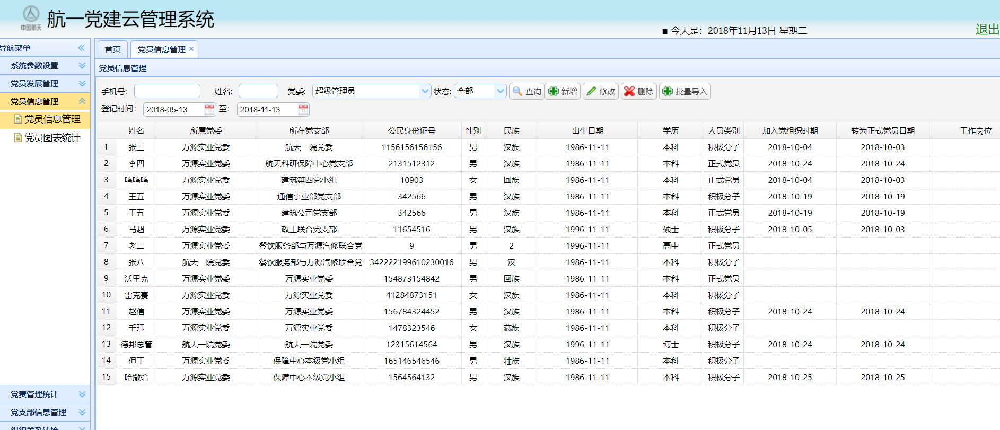 中国航天
航一党建云管理系统
■ 今天是：2018年11月13日 星期二
退出
导航菜单
系统参数设置
党员发展管理
党员信息管理
党员信息管理
党员图表统计
党费管理统计
党支部信息管理
组织关系转接
首页 党员信息管理 ×
党员信息管理
手机号: 姓名: 党委: 超级管理员 状态: 全部 查询 新增 修改 删除 批量导入
登记时间: 2018-05-13 至: 2018-11-13
姓名 所属党委 所在党支部 公民身份证号 性别 民族 出生日期 学历 人员类别 加入党组织时期 转为正式党员日期 工作岗位
1 张三 万源实业党委 航天一院党委 1156156156156 男 汉族 1986-11-11 本科 积极分子 2018-10-04 2018-10-03
2 李四 万源实业党委 航天科研保障中心党支部 2131512312 男 汉族 1986-11-11 本科 正式党员 2018-10-24 2018-10-24
3 呜呜呜 万源实业党委 建筑第四党小组 10903 女 回族 1986-11-11 本科 正式党员 2018-10-04 2018-10-03
4 王五 万源实业党委 通信事业部党支部 342566 男 汉族 1986-11-11 本科 积极分子 2018-10-19 2018-10-19
5 王五 万源实业党委 建筑公司党支部 342566 男 汉族 1986-11-11 本科 正式党员 2018-10-19 2018-10-19
6 马超 万源实业党委 政工联合党支部 11654516 男 汉族 1996-11-11 硕士 积极分子 2018-10-05 2018-10-03
7 老二 万源实业党委 餐饮服务部与万源汽修联合党 9 男 2 1996-11-11 高中 正式党员
8 张八 航天一院党委 餐饮服务部与万源汽修联合党 342222199610230016 男 汉 1986-11-11 本科 积极分子
9 沃里克 万源实业党委 万源实业党委 154873154842 男 回族 1986-11-11 本科 正式党员
10 雷克赛 万源实业党委 万源实业党委 41284873151 女 汉族 1986-11-11 本科 积极分子
11 赵信 万源实业党委 万源实业党委 156784324452 男 汉族 1986-11-11 本科 积极分子 2018-10-24 2018-10-24
12 千珏 万源实业党委 万源实业党委 1478323546 女 藏族 1986-11-11 本科 积极分子
13 德邦总管 航天一院党委 航天一院党委 12315614564 男 汉族 1996-11-11 博士 积极分子 2018-10-24 2018-10-24
14 但丁 万源实业党委 保障中心本级党小组 165146546546 男 壮族 1986-11-11 本科 积极分子
15 哈撒给 万源实业党委 保障中心本级党小组 1564564132 男 汉族 1986-11-11 本科 积极分子 2018-10-25 2018-10-25